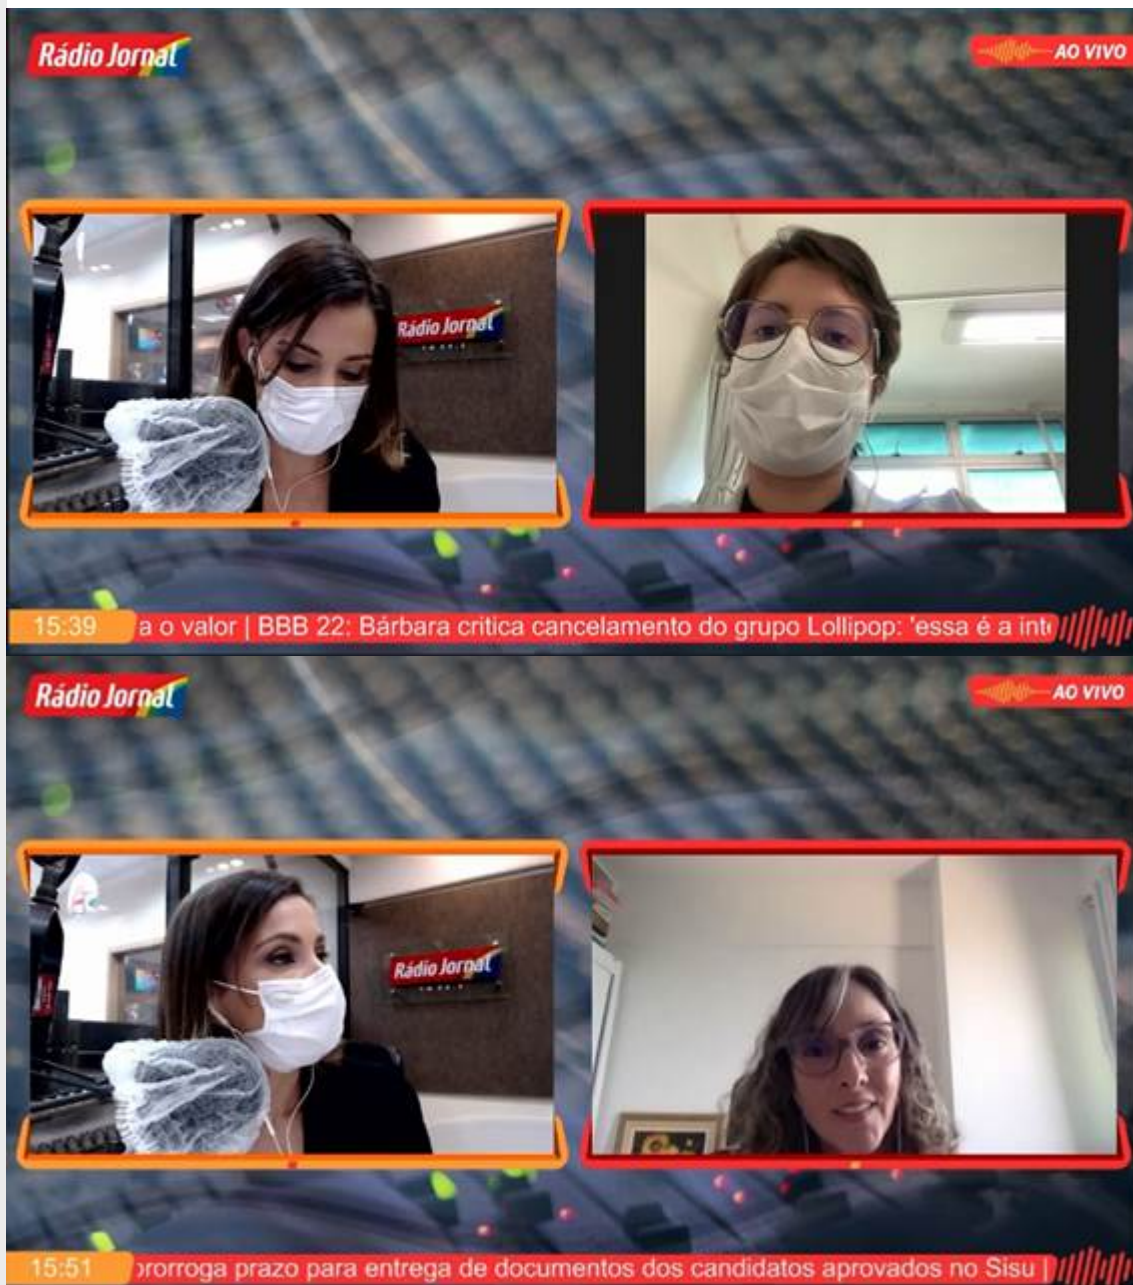 Rádio Jornal
AO VIVO
Rádio Jornal
15:39
a o valor | BBB 22: Bárbara critica cancelamento do grupo Lollipop: 'essa é a inte
Rádio Jornal
AO VIVO
Rádio Jornal
15:51
prorroga prazo para entrega de documentos dos candidatos aprovados no Sisu |